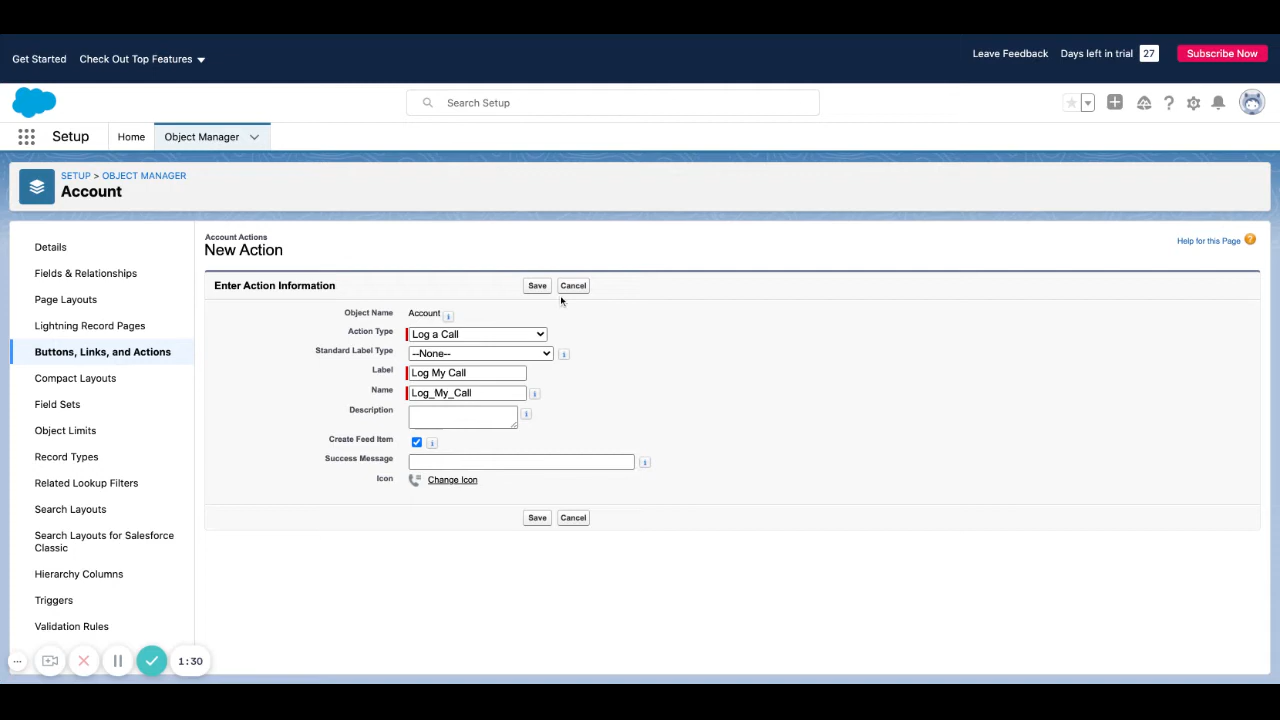 Get Started Check Out Top Features Leave Feedback Days left in trial 27 Subscribe Now
Search Setup
Setup Home Object Manager
SETUP > OBJECT MANAGER
Account
Details
Fields & Relationships
Page Layouts
Lightning Record Pages
Buttons, Links, and Actions
Compact Layouts
Field Sets
Object Limits
Record Types
Related Lookup Filters
Search Layouts
Search Layouts for Salesforce
Classic
Hierarchy Columns
Triggers
Validation Rules
Account Actions
New Action
Help for this Page ?
Enter Action Information Save Cancel
Object Name Account i
Action Type Log a Call
Standard Label Type --None-- i
Label Log My Call
Name Log_My_Call i
Description i
Create Feed Item i
Success Message i
Icon Change Icon
Save Cancel
1:30